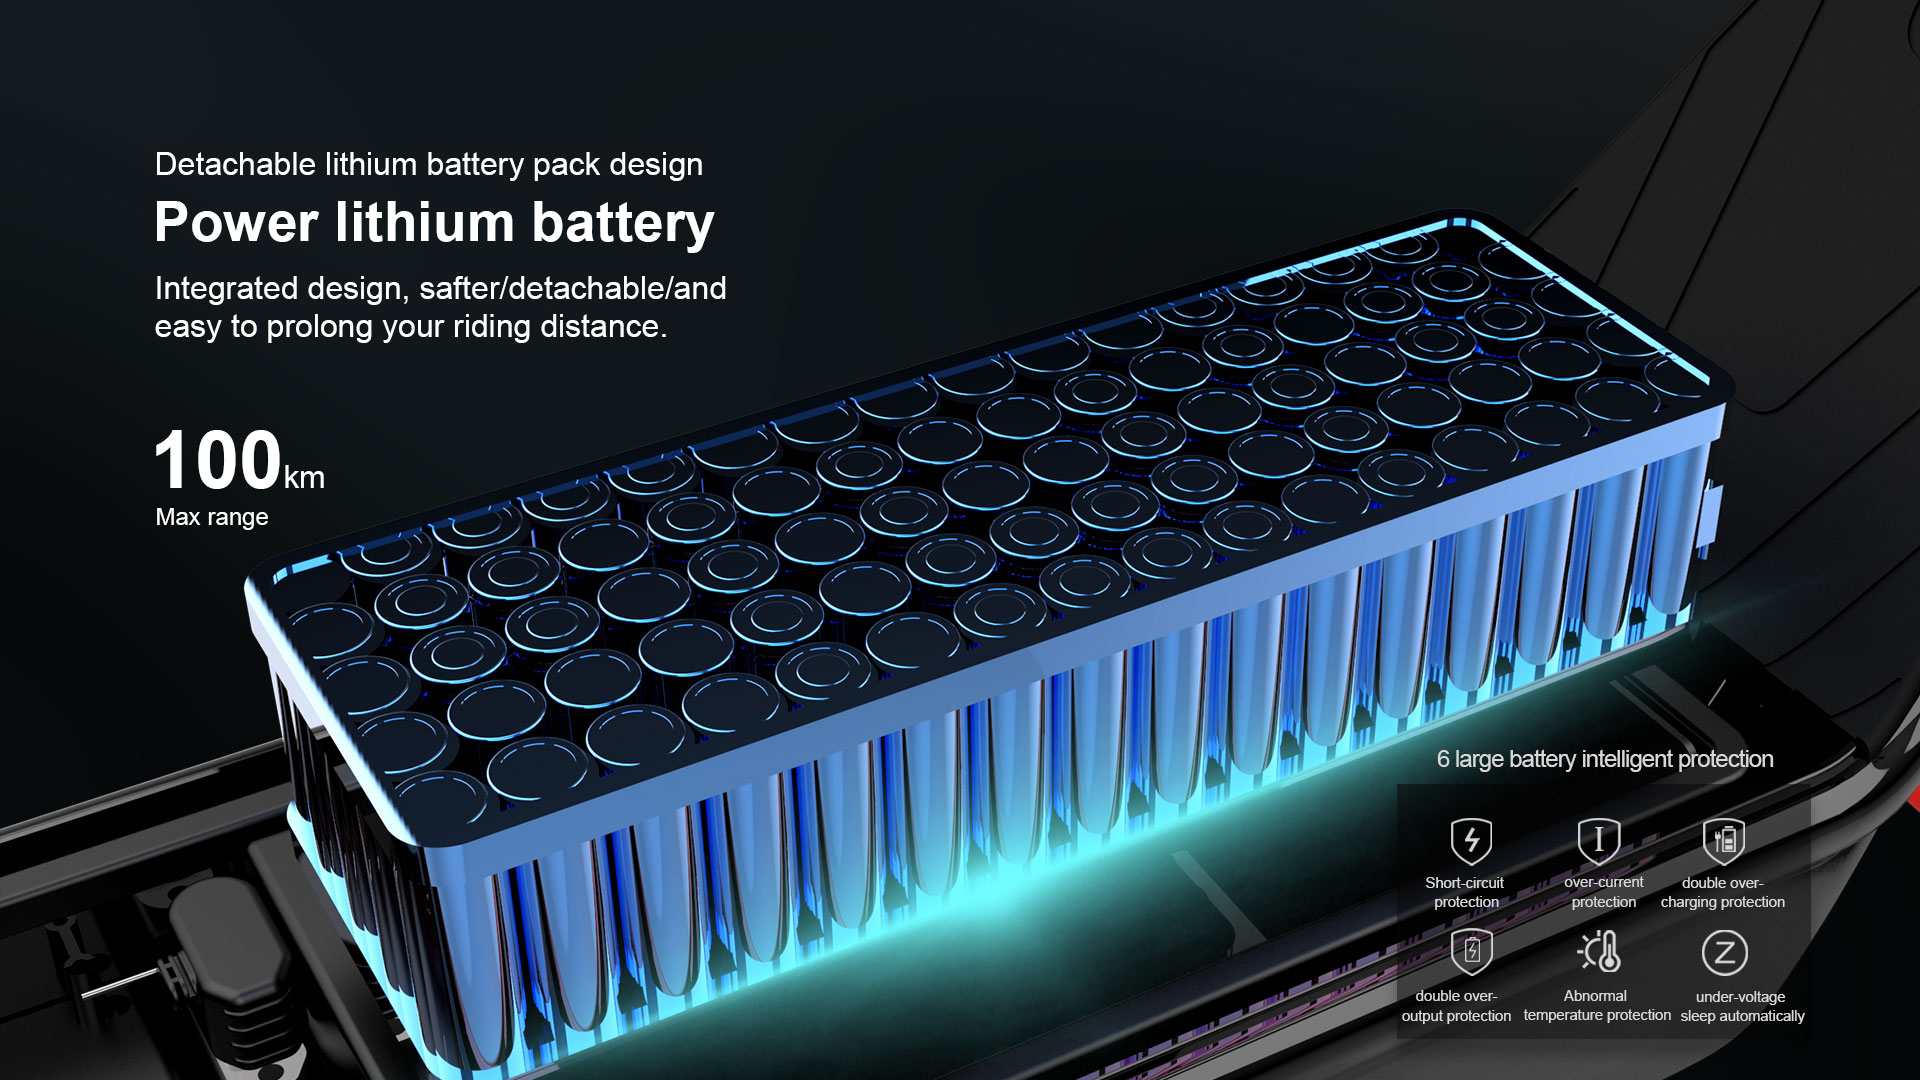 Detachable lithium battery pack design
Power lithium battery
Integrated design, safter/detachable/and
easy to prolong your riding distance.
100km
Max range
6 large battery intelligent protection
Short-circuit
protection
over-current
protection
double over-
charging protection
double over-
output protection
Abnormal
temperature protection
under-voltage
sleep automatically